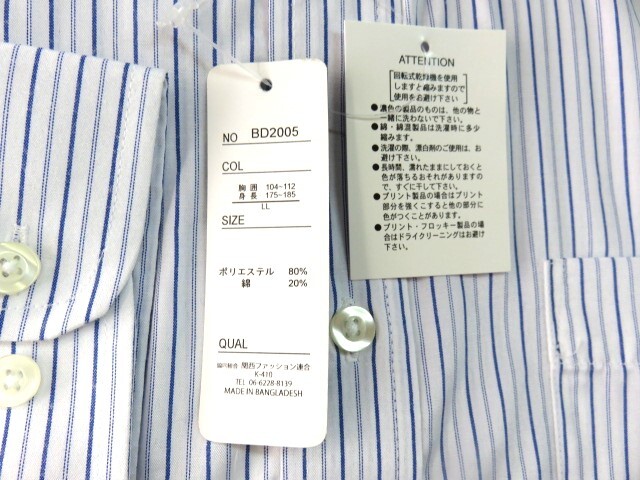 NO BD2005
COL
胸囲 104~112
身長 175~185
LL
SIZE
ポリエステル 80%
綿 20%
QUAL
協同組合 関西ファッション連合
K-410
TEL 06-6228-8139
MADE IN BANGLADESH
ATTENTION
回転式乾燥機を使用
しますと縮みますので
使用をお避け下さい
●濃色の製品のものは、他の物と
一緒に洗わないで下さい。
●綿・綿混製品は洗濯時に多少
縮みます。
●洗濯の際、漂白剤のご使用は、お
避け下さい。
●長時間、濡れたままにしておくと
色が落ちるおそれがありますの
で、すぐに干して下さい。
●プリント製品の場合はプリント
部分を強くこすると他の部分に
色がつくことがあります。
●プリント・フロッキー製品の場
合はドライクリーニングはお避け
下さい。